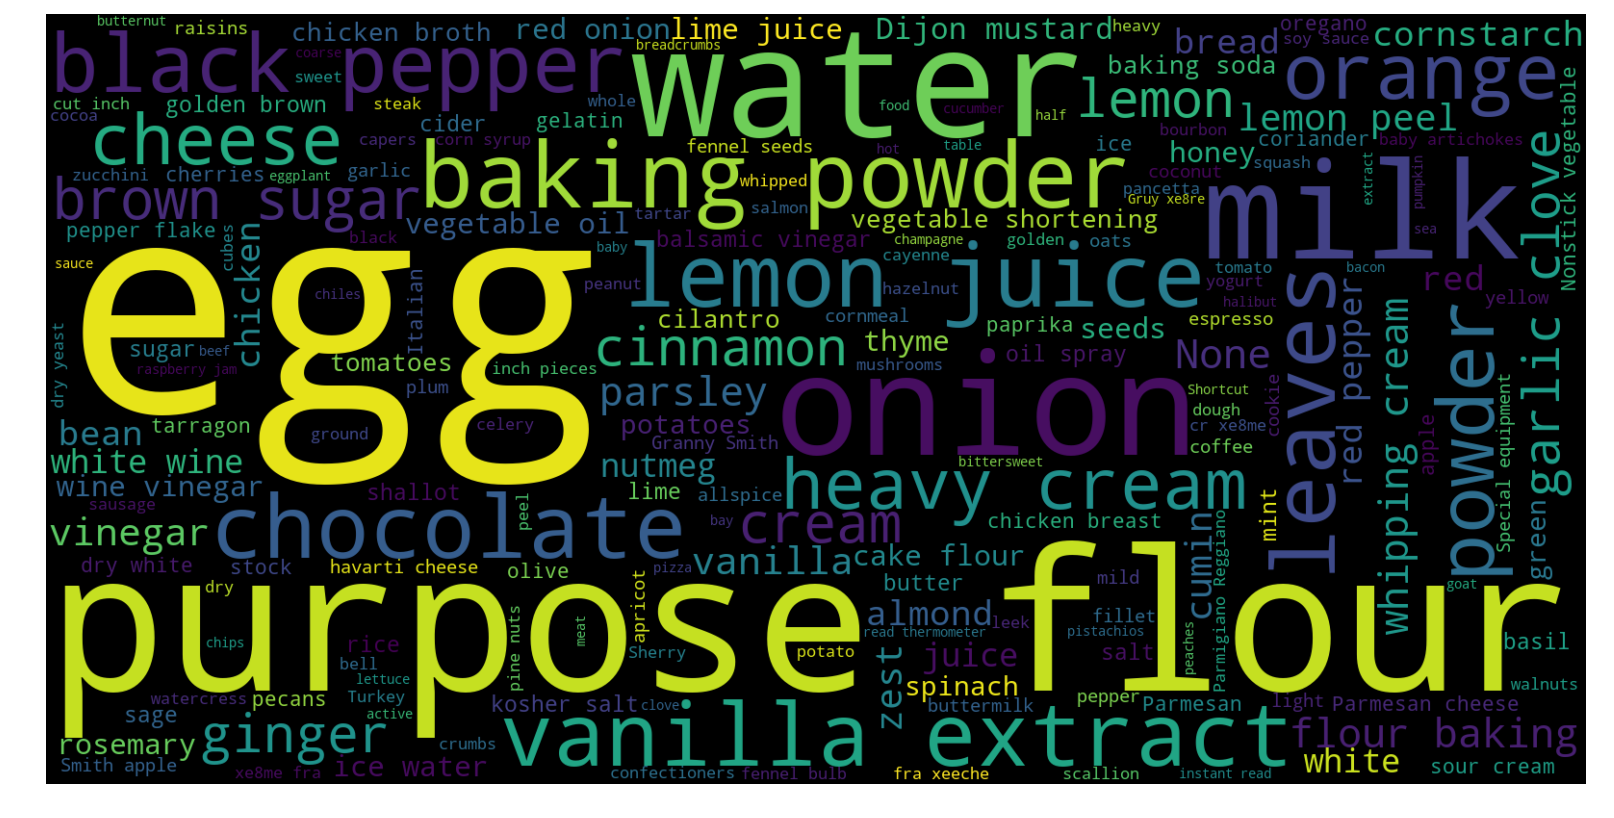 butternut
raisins
chicken broth
red onion
lime juice
Dijon mustard
heavy
oregano
soy sauce
cornstarch
black pepper
coarse
sweet
breadcrumbs
water
bread
baking soda
orange
cut inch
cocoa
golden brown
steak
cider
gelatin
whole
food
cucumber
half
lemon
lemon peel
Nonstick vegetable
cheese
capers
corn syrup
fennel seeds
hot
table
ice
bourbon
honey
coriander
squash
baby artichokes
zucchini
cherries
eggplant
garlic
baking powder
whipped
pancetta
coconut
Gruy xe8re
extract
pumpkin
garlic clove
brown sugar
tartar
salmon
vegetable shortening
milk
sea
pepper flake
cubes
vegetable oil
black
baby
balsamic vinegar
champagne
golden
oats
cayenne
tomato
bacon
sauce
egg
chiles
chicken
Italian
peanut
lemon juice
hazelnut
yogurt
halibut
leaves
red
yellow
cilantro
cornmeal
paprika
seeds
espresso
powder
dry yeast
sugar
beef
raspberry jam
tomatoes
inch pieces
cinnamon
thyme
mushrooms
oil spray
None
red pepper
whipping cream
plum
parsley
onion
Shortcut
dough
cookie
cr xe8me
coffee
bean
tarragon
ground
celery
potatoes
Granny Smith
apple
Special equipment
green
white wine
nutmeg
bittersweet
heavy cream
wine vinegar
sausage
shallot
peel
lime
allspice
mint
vinegar
chocolate
bay
cream
chicken breast
cumin
Parmigiano Reggiano
dry white
stock
havarti cheese
olive
pizza
vanilla
cake flour
butter
mild
goat
dry
purpose flour
pine nuts
apricot
meat
almond
leek
fillet
chips
rice
bell
Sherry
read thermometer
pistachios
potato
juice
salt
peaches
basil
lettuce
Turkey
active
zest
spinach
pepper
walnuts
watercress
pecans
kosher salt
clove
buttermilk
Parmesan
light
Parmesan cheese
sage
rosemary
ginger
crumbs
vanilla extract
flour baking
Smith apple
xe8me fra
ice water
confectioners
fennel bulb
fra xeeche
scallion
instant read
white
sour cream